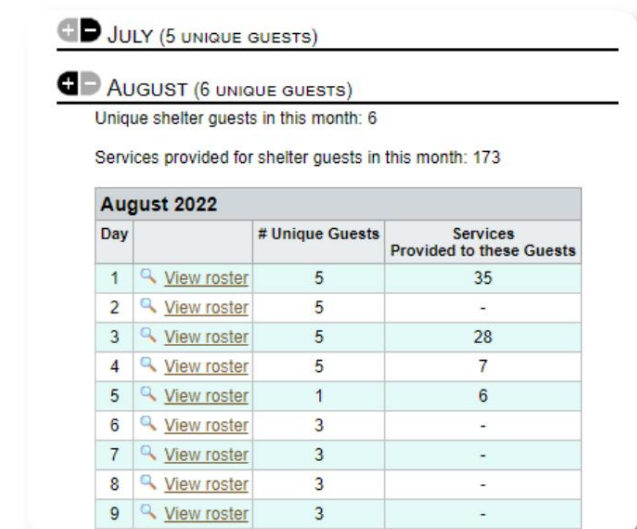 JULY (5 UNIQUE GUESTS)
AUGUST (6 UNIQUE GUESTS)
Unique shelter guests in this month: 6
Services provided for shelter guests in this month: 173
August 2022
Day # Unique Guests Services Provided to these Guests
1 View roster 5 35
2 View roster 5 -
3 View roster 5 28
4 View roster 5 7
5 View roster 1 6
6 View roster 3 -
7 View roster 3 -
8 View roster 3 -
9 View roster 3 -